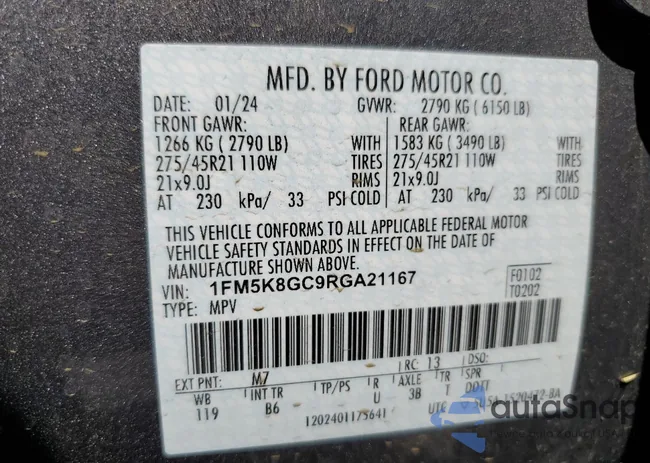 MFD. BY FORD MOTOR CO.
DATE: 01/24 GVWR: 2790 KG (6150 LB)
FRONT GAWR: REAR GAWR:
1266 KG (2790 LB) WITH 1583 KG (3490 LB) WITH
275/45R21 110W TIRES 275/45R21 110W TIRES
21x9.0J RIMS 21x9.0J RIMS
AT 230 kPa/ 33 PSI COLD AT 230 kPa/ 33 PSI COLD
THIS VEHICLE CONFORMS TO ALL APPLICABLE FEDERAL MOTOR
VEHICLE SAFETY STANDARDS IN EFFECT ON THE DATE OF
MANUFACTURE SHOWN ABOVE.
VIN: 1FM5K8GC9RGA21167 F0102
TYPE: MPV T0202
EXT PNT: M7 RC: 13 DSO:
WB INT TR TP/PS R AXLE TR SPR
119 B6 U 3B T DDTT
1202401175641 UTC
autoSnap